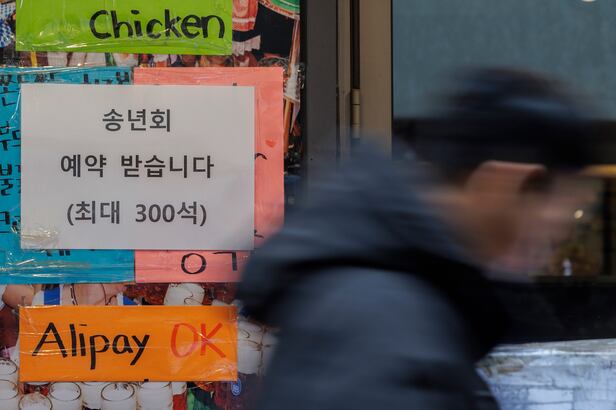 Chicken
송년회
예약 받습니다
(최대 300석)
Alipay OK